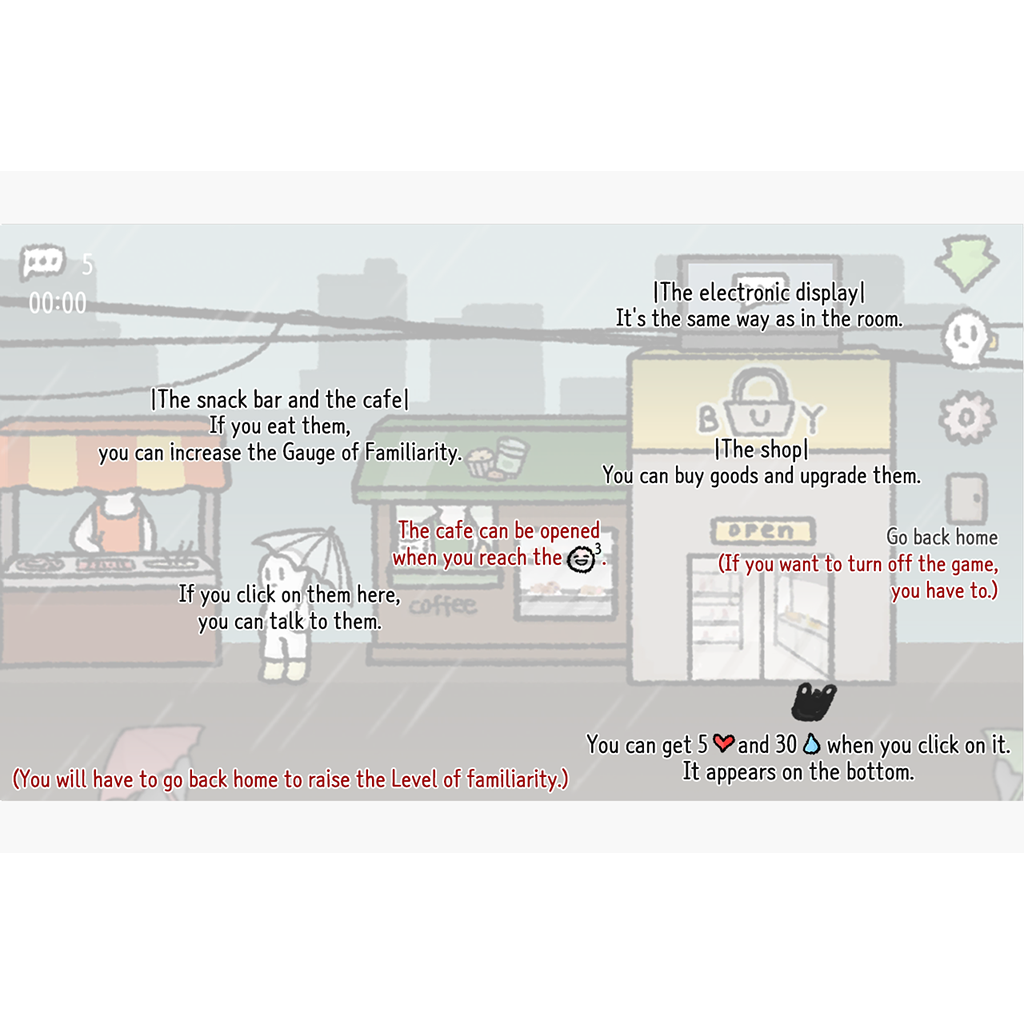 5
00:00
|The electronic display|
It's the same way as in the room.
|The snack bar and the cafe|
If you eat them,
you can increase the Gauge of Familiarity.
BUY
|The shop|
You can buy goods and upgrade them.
The cafe can be opened
when you reach the 3.
open
Go back home
(If you want to turn off the game,
you have to.)
If you click on them here,
you can talk to them.
coffee
You can get 5 and 30 when you click on it.
It appears on the bottom.
(You will have to go back home to raise the Level of familiarity.)